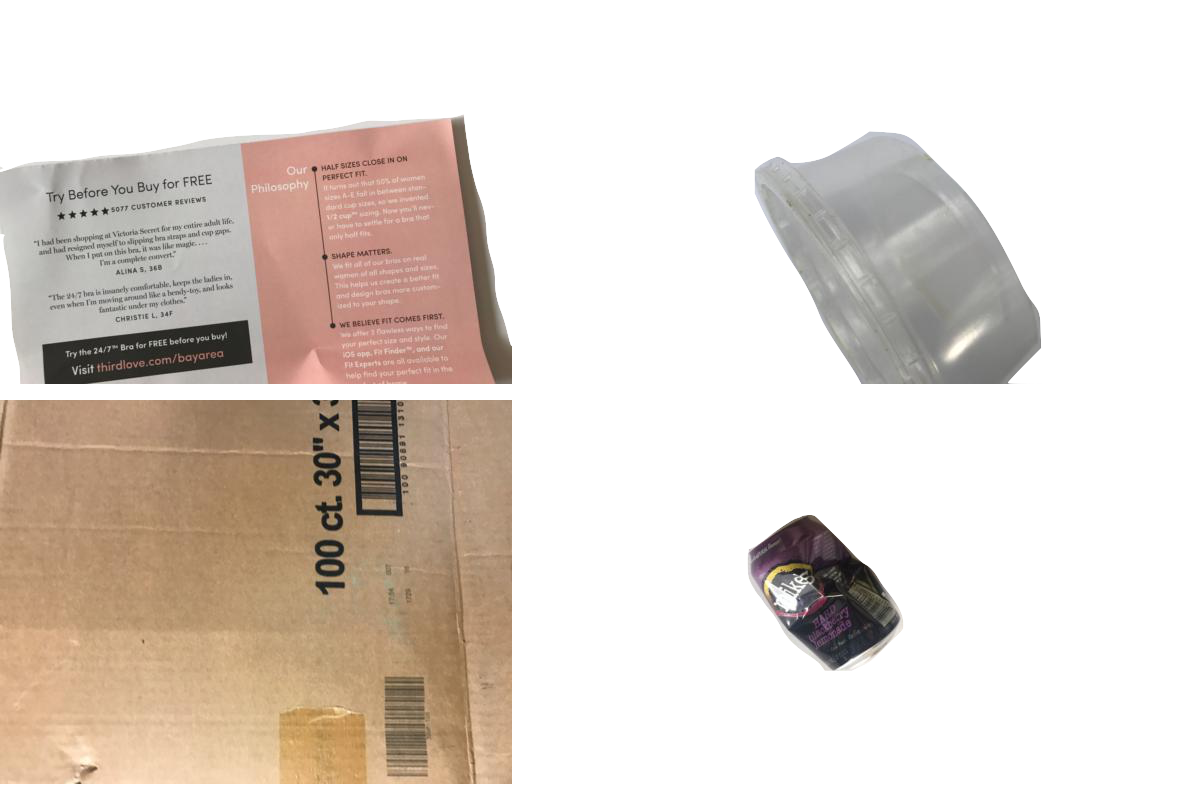 Try Before You Buy for FREE
★★★★★ 5077 CUSTOMER REVIEWS
"I had been shopping at Victoria Secret for my entire adult life,
and had resigned myself to slipping bra straps and cup gaps.
When I put on this bra, it was like magic. . . .
I'm a complete convert."
ALINA S, 36B
"The 24/7 bra is insanely comfortable, keeps the ladies in,
even when I'm moving around like a bendy-toy, and looks
fantastic under my clothes."
CHRISTIE L, 34F
Try the 24/7™ Bra for FREE before you buy!
Visit thirdlove.com/bayarea
Our
Philosophy
HALF SIZES CLOSE IN ON
PERFECT FIT.
It turns out that 50% of women
sizes A-E fall in between stan-
dard cup sizes, so we invented
1/2 cup™ sizing. Now you'll nev-
er have to settle for a bra that
only half fits.
SHAPE MATTERS.
We fit all of our bras on real
women of all shapes and sizes.
This helps us create a better fit
and design bras more custom-
ized to your shape.
WE BELIEVE FIT COMES FIRST.
We offer 3 flawless ways to find
your perfect size and style. Our
iOS app, Fit Finder™, and our
Fit Experts are all available to
help find your perfect fit in the
of home
100 ct. 30" x
100 90891 1310
17:54 007
1729
mike's
HARD
blackberry
lemonade